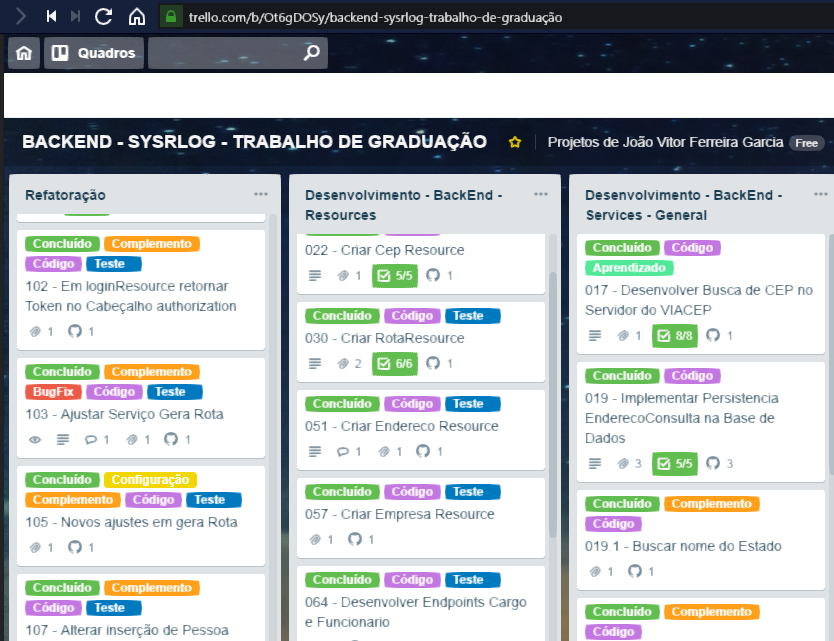 trello.com/b/Ot6gDOSy/backend-sysrlog-trabalho-de-graduação
Quadros
BACKEND - SYSRLOG - TRABALHO DE GRADUAÇÃO
Projetos de João Vitor Ferreira Garcia Free
Refatoração
Concluído Complemento
Código Teste
102 - Em loginResource retornar
Token no Cabeçalho authorization
1 1
Concluído Complemento
BugFix Código Teste
103 - Ajustar Serviço Gera Rota
1 1 1
Concluído Configuração
Complemento Código Teste
105 - Novos ajustes em gera Rota
1 1
Concluído Complemento
Código Teste
107 - Alterar inserção de Pessoa
Desenvolvimento - BackEnd -
Resources
022 - Criar Cep Resource
1 5/5 1
Concluído Código Teste
030 - Criar RotaResource
2 6/6 1
Concluído Código Teste
051 - Criar Endereco Resource
1 1 1
Concluído Código Teste
057 - Criar Empresa Resource
1 1
Concluído Código Teste
064 - Desenvolver Endpoints Cargo
e Funcionario
Desenvolvimento - BackEnd -
Services - General
Concluído Código
Aprendizado
017 - Desenvolver Busca de CEP no
Servidor do VIACEP
1 8/8 1
Concluído Código
019 - Implementar Persistencia
EnderecoConsulta na Base de
Dados
3 5/5 3
Concluído Complemento
Código
019.1 - Buscar nome do Estado
1 1
Concluído Complemento
Código